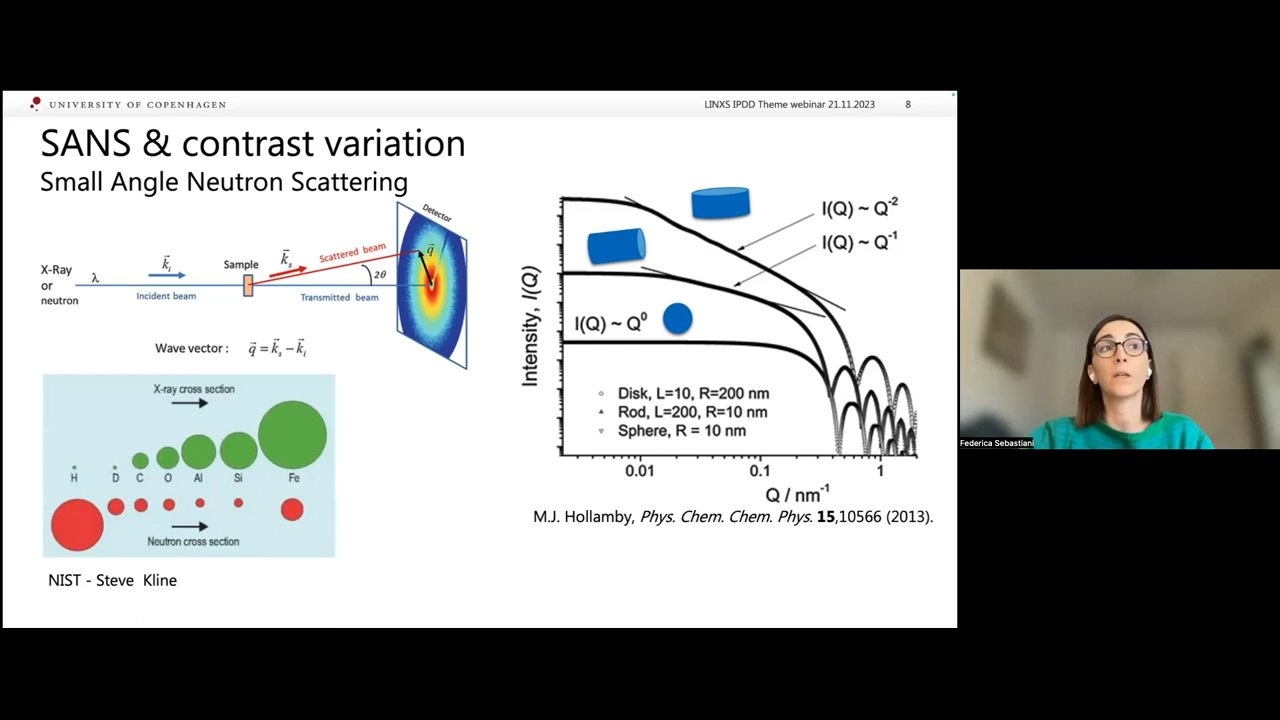 UNIVERSITY OF COPENHAGEN
LINXS IPDD Theme webinar 21.11.2023 8
SANS & contrast variation
Small Angle Neutron Scattering
Detector
X-Ray
or
neutron
λ
k⃗ᵢ
Incident beam
Sample
k⃗ₛ
Scattered beam
2θ
q⃗
Transmitted beam
Wave vector : q⃗ = k⃗ₛ − k⃗ᵢ
X-ray cross section
H D C O Al Si Fe
Neutron cross section
NIST - Steve Kline
Intensity, I(Q)
I(Q) ~ Q⁻²
I(Q) ~ Q⁻¹
I(Q) ~ Q⁰
Disk, L=10, R=200 nm
Rod, L=200, R=10 nm
Sphere, R = 10 nm
0.01 0.1 1
Q / nm⁻¹
M.J. Hollamby, Phys. Chem. Chem. Phys. 15,10566 (2013).
Federica Sebastiani